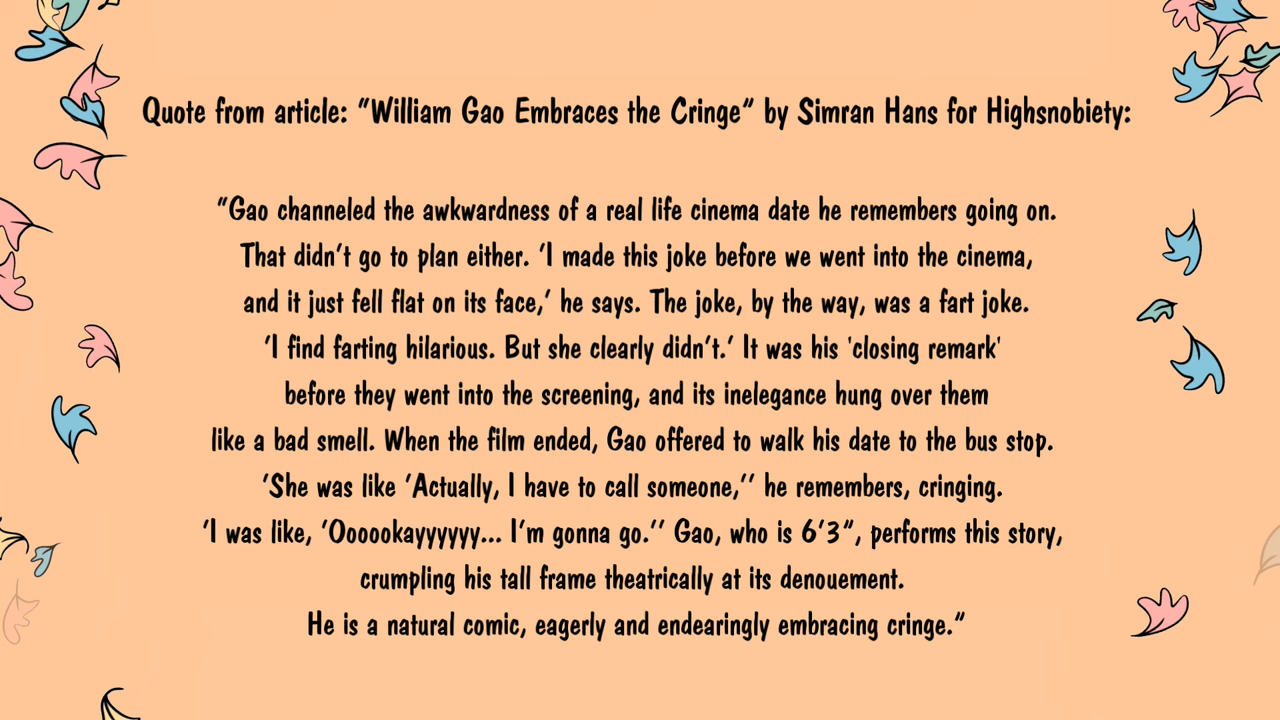 Quote from article: "William Gao Embraces the Cringe" by Simran Hans for Highsnobiety:
"Gao channeled the awkwardness of a real life cinema date he remembers going on.
That didn't go to plan either. 'I made this joke before we went into the cinema,
and it just fell flat on its face,' he says. The joke, by the way, was a fart joke.
'I find farting hilarious. But she clearly didn't.' It was his 'closing remark'
before they went into the screening, and its inelegance hung over them
like a bad smell. When the film ended, Gao offered to walk his date to the bus stop.
'She was like 'Actually, I have to call someone,'' he remembers, cringing.
'I was like, 'Oooookayyyyyy... I'm gonna go.'' Gao, who is 6'3", performs this story,
crumpling his tall frame theatrically at its denouement.
He is a natural comic, eagerly and endearingly embracing cringe."